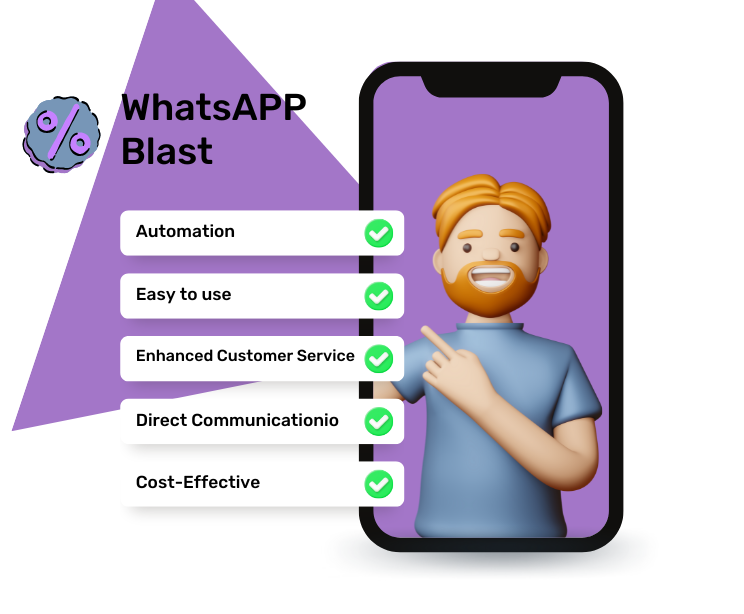 WhatsAPP
Blast
Automation
Easy to use
Enhanced Customer Service
Direct Communicationio
Cost-Effective